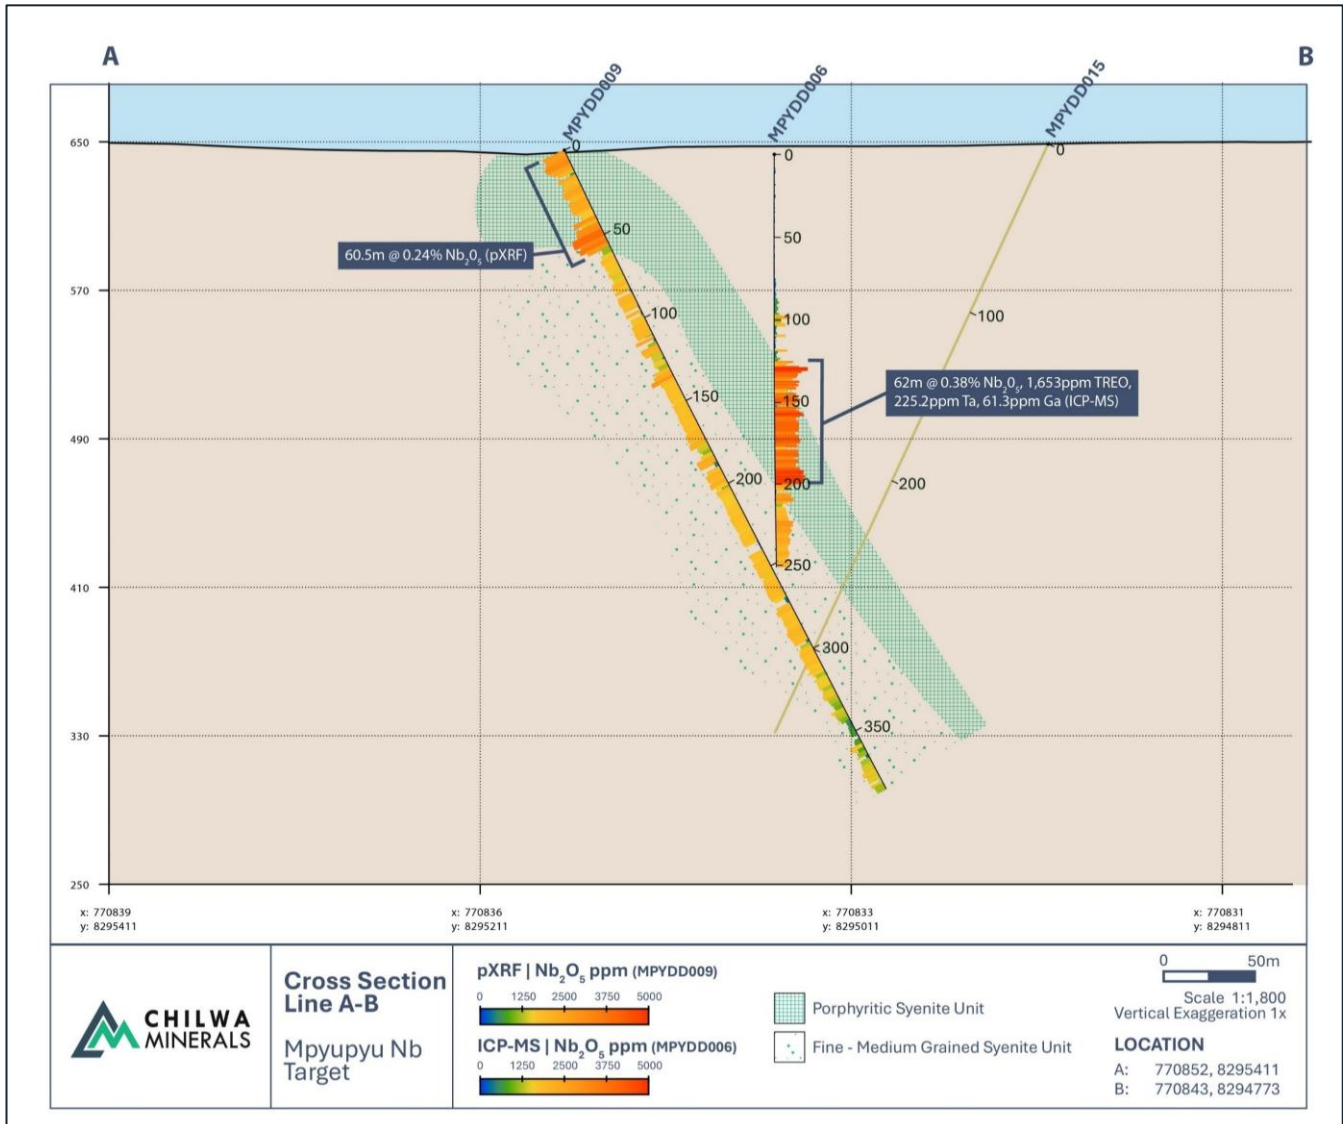 A
B
MPYDD009
MPYDD006
MPYDD015
650
570
490
410
330
250
0
50
100
150
200
250
300
350
0
50
100
150
200
250
0
100
200
60.5m @ 0.24% Nb₂0₅ (pXRF)
62m @ 0.38% Nb₂0₅, 1,653ppm TREO,
225.2ppm Ta, 61.3ppm Ga (ICP-MS)
x: 770839
y: 8295411
x: 770836
y: 8295211
x: 770833
y: 8295011
x: 770831
y: 8294811
CHILWA
MINERALS
Cross Section
Line A-B
Mpyupyu Nb
Target
pXRF | Nb₂O₅ ppm (MPYDD009)
0 1250 2500 3750 5000
ICP-MS | Nb₂O₅ ppm (MPYDD006)
0 1250 2500 3750 5000
Porphyritic Syenite Unit
Fine - Medium Grained Syenite Unit
0 50m
Scale 1:1,800
Vertical Exaggeration 1x
LOCATION
A: 770852, 8295411
B: 770843, 8294773